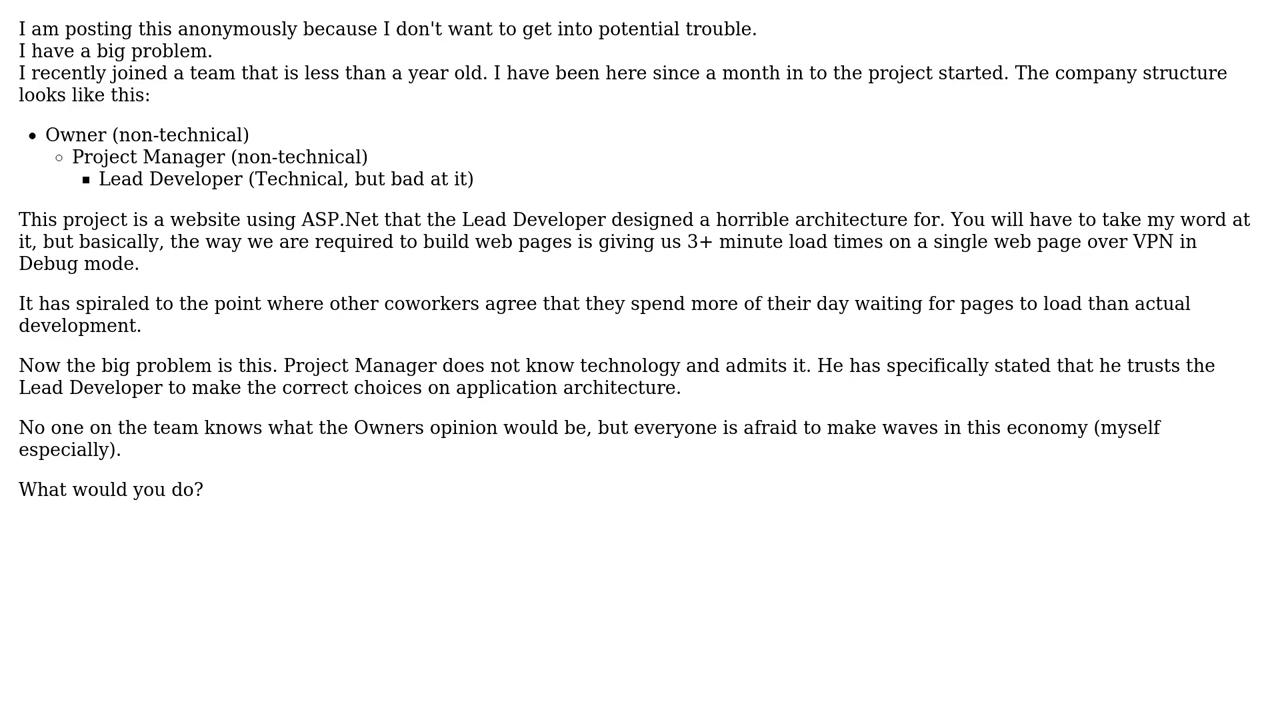 I am posting this anonymously because I don't want to get into potential trouble.
I have a big problem.
I recently joined a team that is less than a year old. I have been here since a month in to the project started. The company structure
looks like this:
Owner (non-technical)
Project Manager (non-technical)
Lead Developer (Technical, but bad at it)
This project is a website using ASP.Net that the Lead Developer designed a horrible architecture for. You will have to take my word at
it, but basically, the way we are required to build web pages is giving us 3+ minute load times on a single web page over VPN in
Debug mode.
It has spiraled to the point where other coworkers agree that they spend more of their day waiting for pages to load than actual
development.
Now the big problem is this. Project Manager does not know technology and admits it. He has specifically stated that he trusts the
Lead Developer to make the correct choices on application architecture.
No one on the team knows what the Owners opinion would be, but everyone is afraid to make waves in this economy (myself
especially).
What would you do?